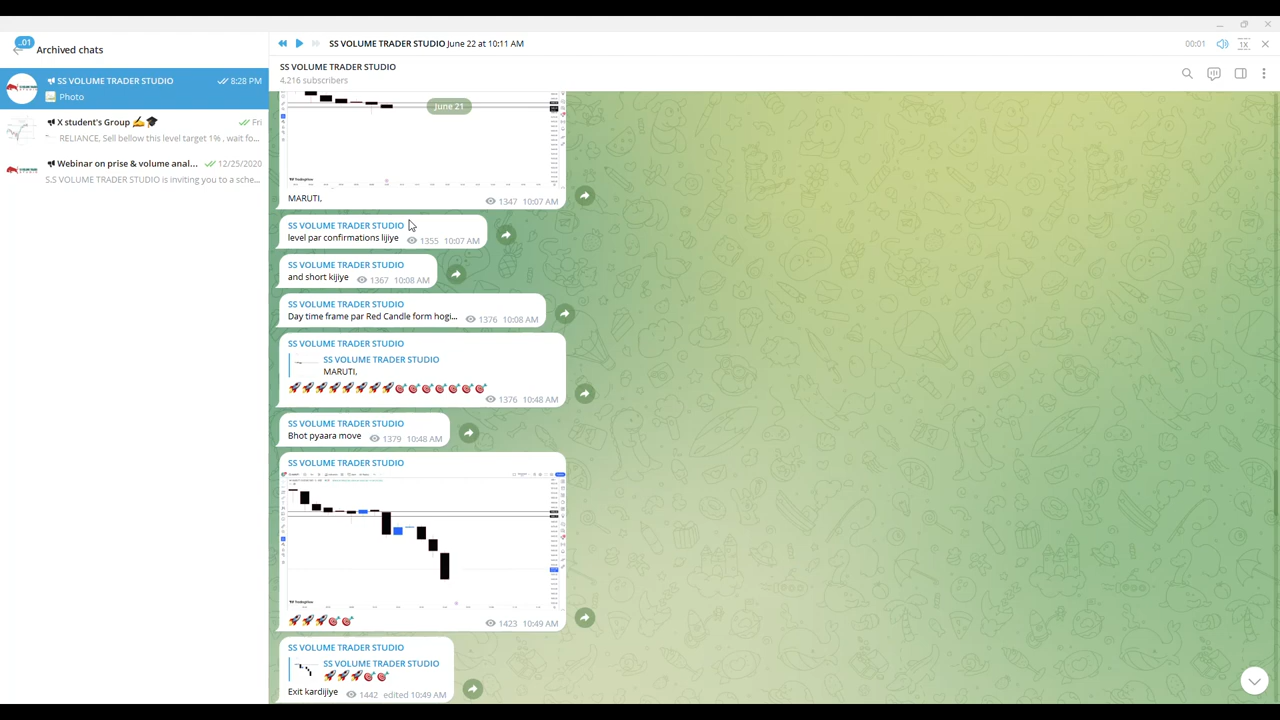 ..01
Archived chats
SS VOLUME TRADER STUDIO
8:28 PM
Photo
X student's Group ✍🎓
Fri
RELIANCE, Sell bellow this level target 1% , wait fo...
Webinar on prise & volume anal...
12/25/2020
S.S VOLUME TRADER STUDIO is inviting you to a sche...
SS VOLUME TRADER STUDIO June 22 at 10:11 AM
00:01
1X
SS VOLUME TRADER STUDIO
4,216 subscribers
June 21
TradingView
MARUTI,
1347 10:07 AM
SS VOLUME TRADER STUDIO
level par confirmations lijiye
1355 10:07 AM
SS VOLUME TRADER STUDIO
and short kijiye
1367 10:08 AM
SS VOLUME TRADER STUDIO
Day time frame par Red Candle form hogi...
1376 10:08 AM
SS VOLUME TRADER STUDIO
SS VOLUME TRADER STUDIO
MARUTI,
🚀🚀🚀🚀🚀🚀🚀🚀🎯🎯🎯🎯🎯🎯🎯
1376 10:48 AM
SS VOLUME TRADER STUDIO
Bhot pyaara move
1379 10:48 AM
SS VOLUME TRADER STUDIO
TradingView
🚀🚀🚀🎯🎯
1423 10:49 AM
SS VOLUME TRADER STUDIO
SS VOLUME TRADER STUDIO
🚀🚀🚀🎯🎯
Exit kardijiye
1442 edited 10:49 AM